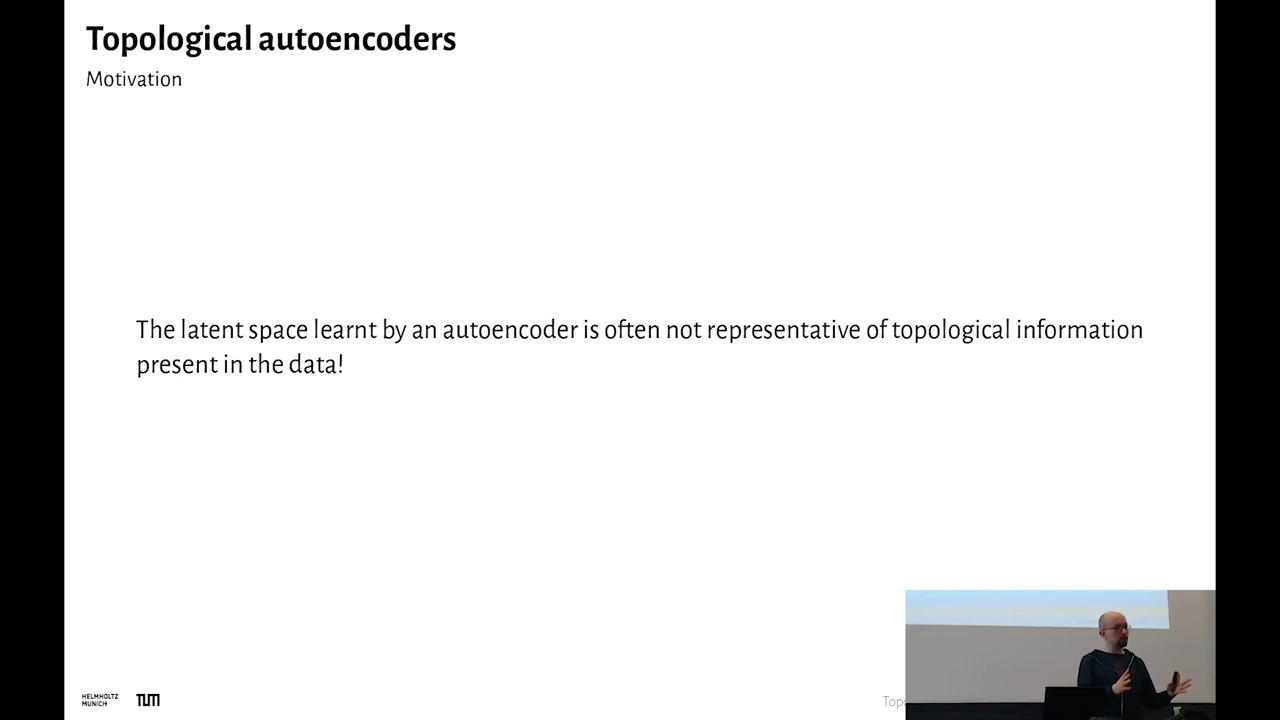 Topological autoencoders
Motivation
The latent space learnt by an autoencoder is often not representative of topological information
present in the data!
HELMHOLTZ
MUNICH
TUM